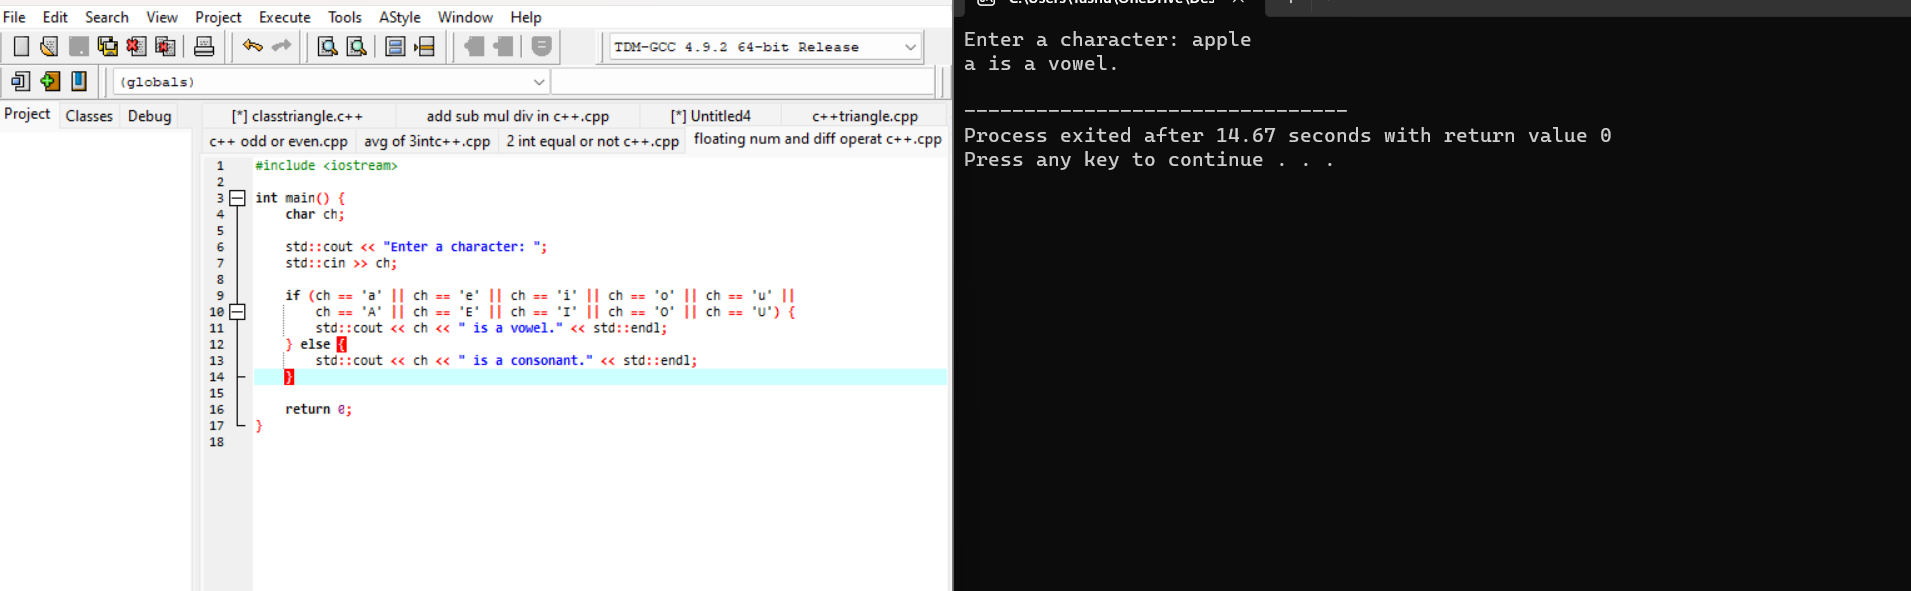 File Edit Search View Project Execute Tools AStyle Window Help
TDM-GCC 4.9.2 64-bit Release
(globals)
Project Classes Debug
[*] classtriangle.c++ add sub mul div in c++.cpp [*] Untitled4 c++triangle.cpp
c++ odd or even.cpp avg of 3intc++.cpp 2 int equal or not c++.cpp floating num and diff operat c++.cpp
1 #include <iostream>
2
3 int main() {
4 char ch;
5
6 std::cout << "Enter a character: ";
7 std::cin >> ch;
8
9 if (ch == 'a' || ch == 'e' || ch == 'i' || ch == 'o' || ch == 'u' ||
10 ch == 'A' || ch == 'E' || ch == 'I' || ch == 'O' || ch == 'U') {
11 std::cout << ch << " is a vowel." << std::endl;
12 } else {
13 std::cout << ch << " is a consonant." << std::endl;
14 }
15
16 return 0;
17 }
18
Enter a character: apple
a is a vowel.
--------------------------------
Process exited after 14.67 seconds with return value 0
Press any key to continue . . .